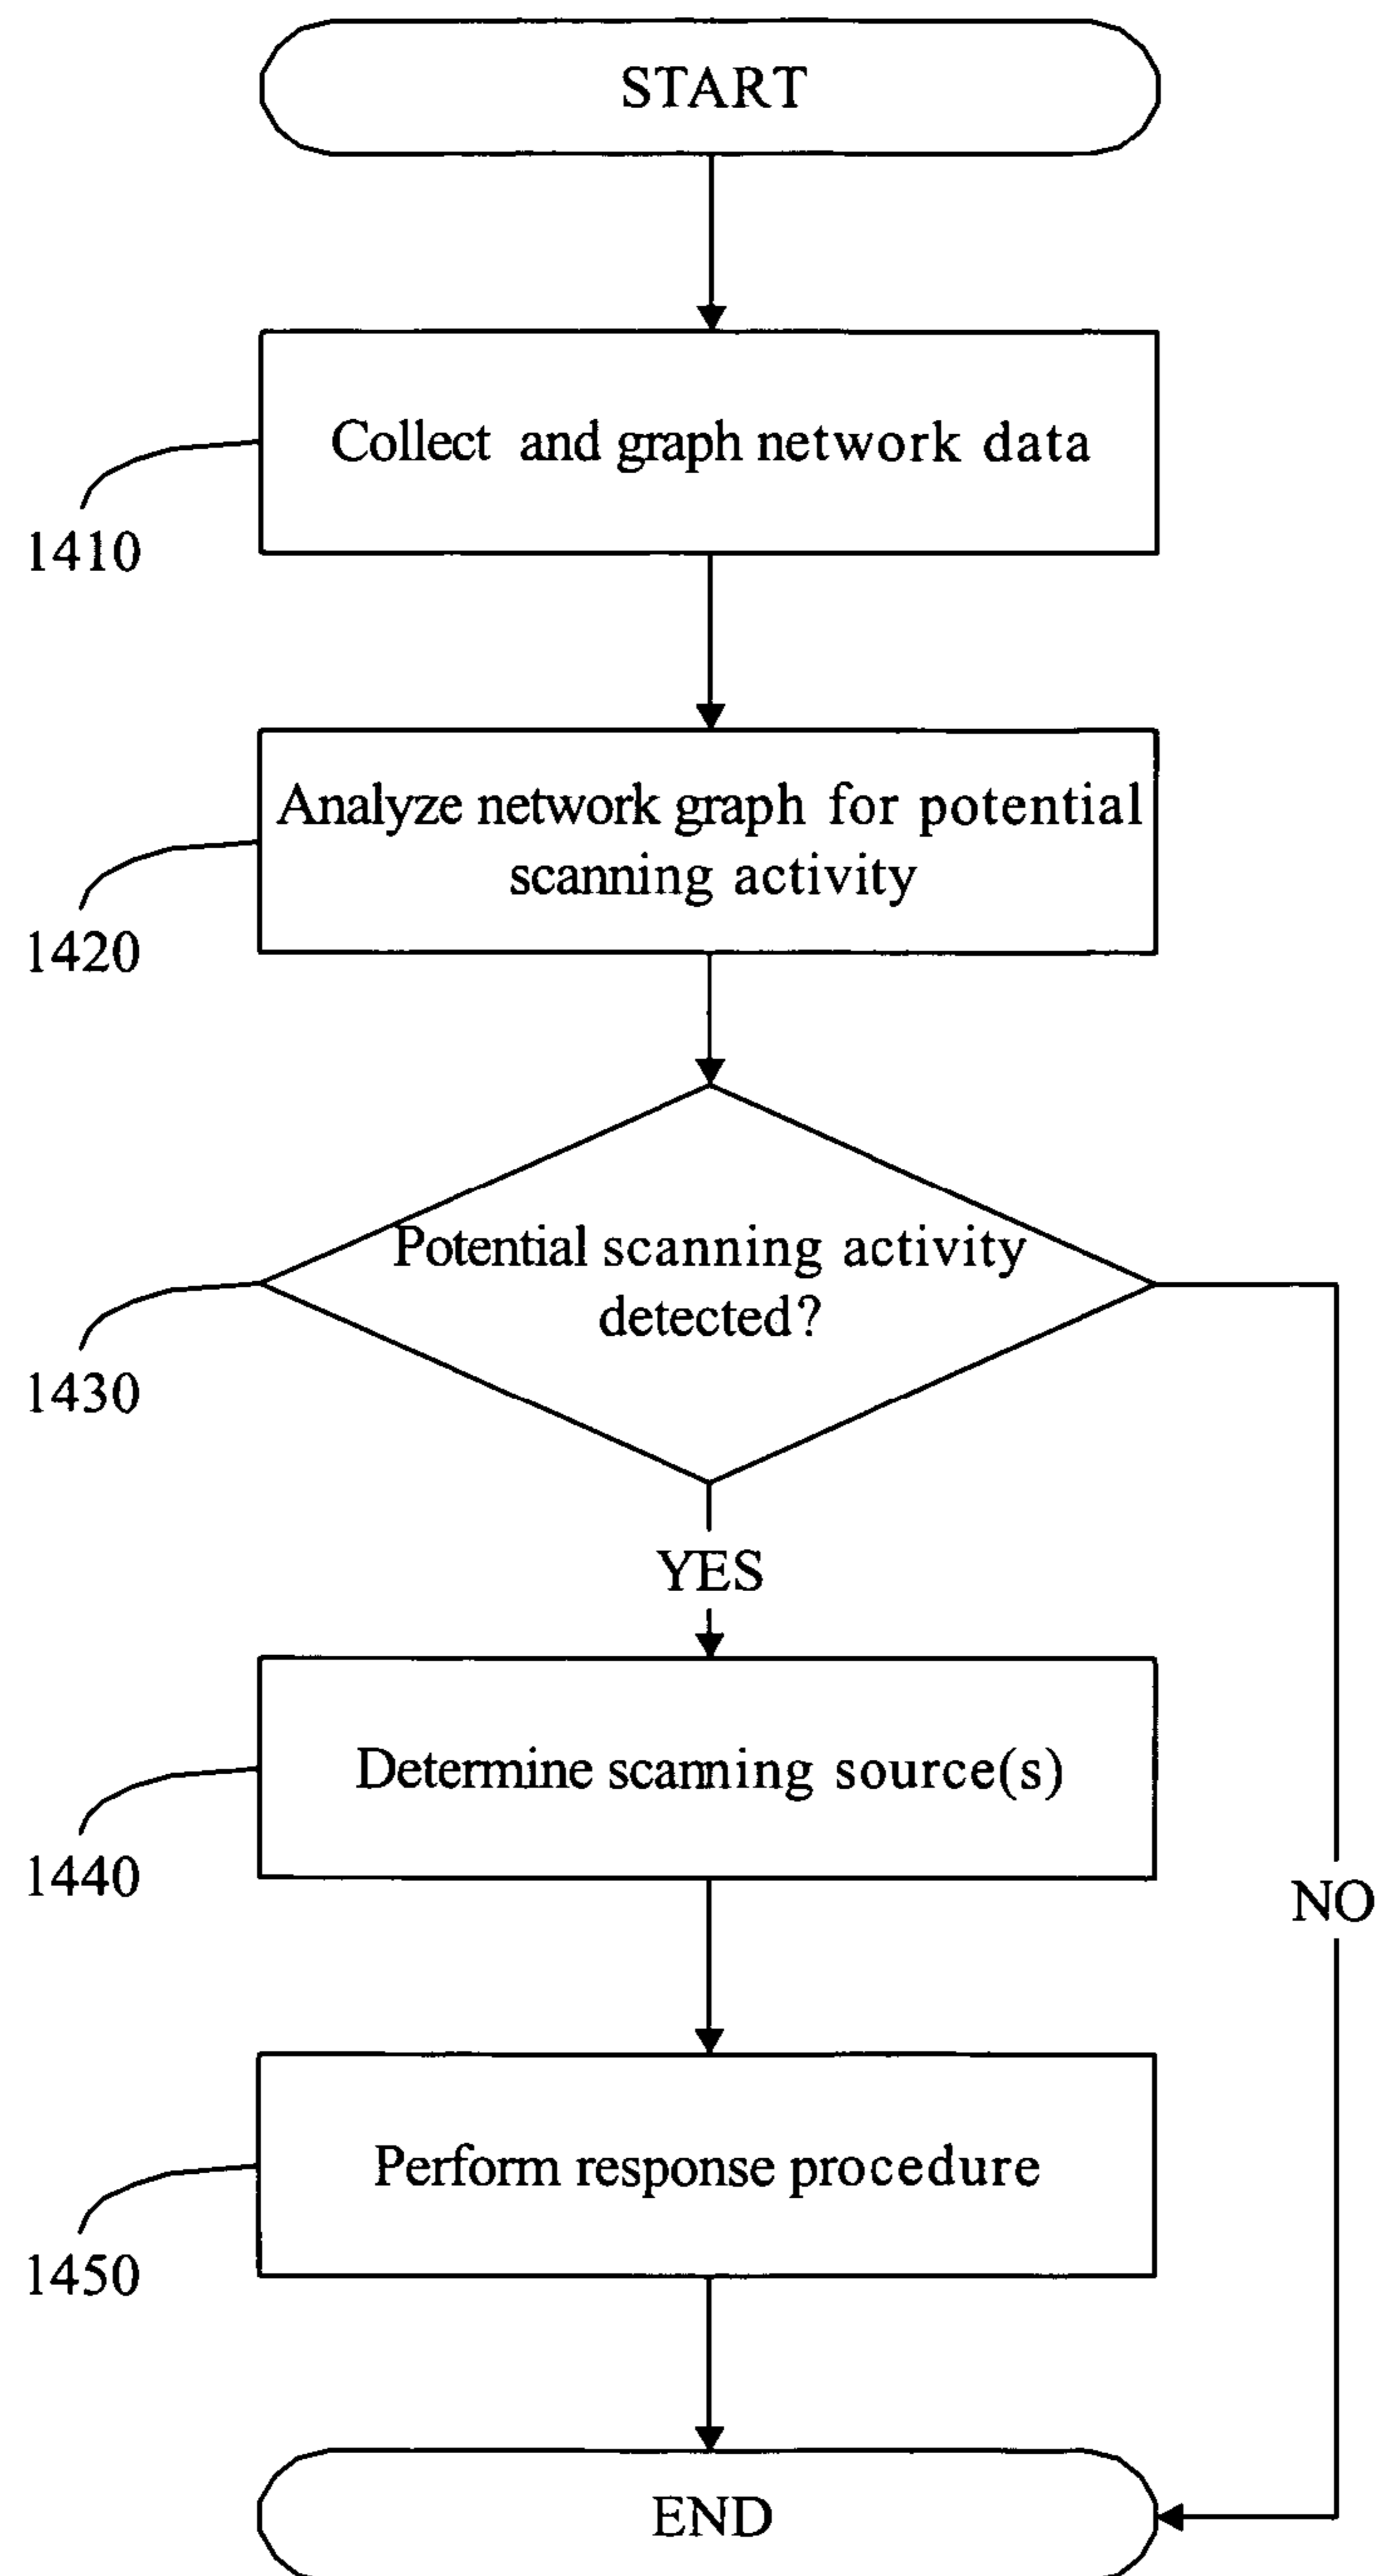 START
Collect and graph network data
1410
Analyze network graph for potential
scanning activity
1420
Potential scanning activity
detected?
1430
YES
Determine scanning source(s)
1440
NO
Perform response procedure
1450
END